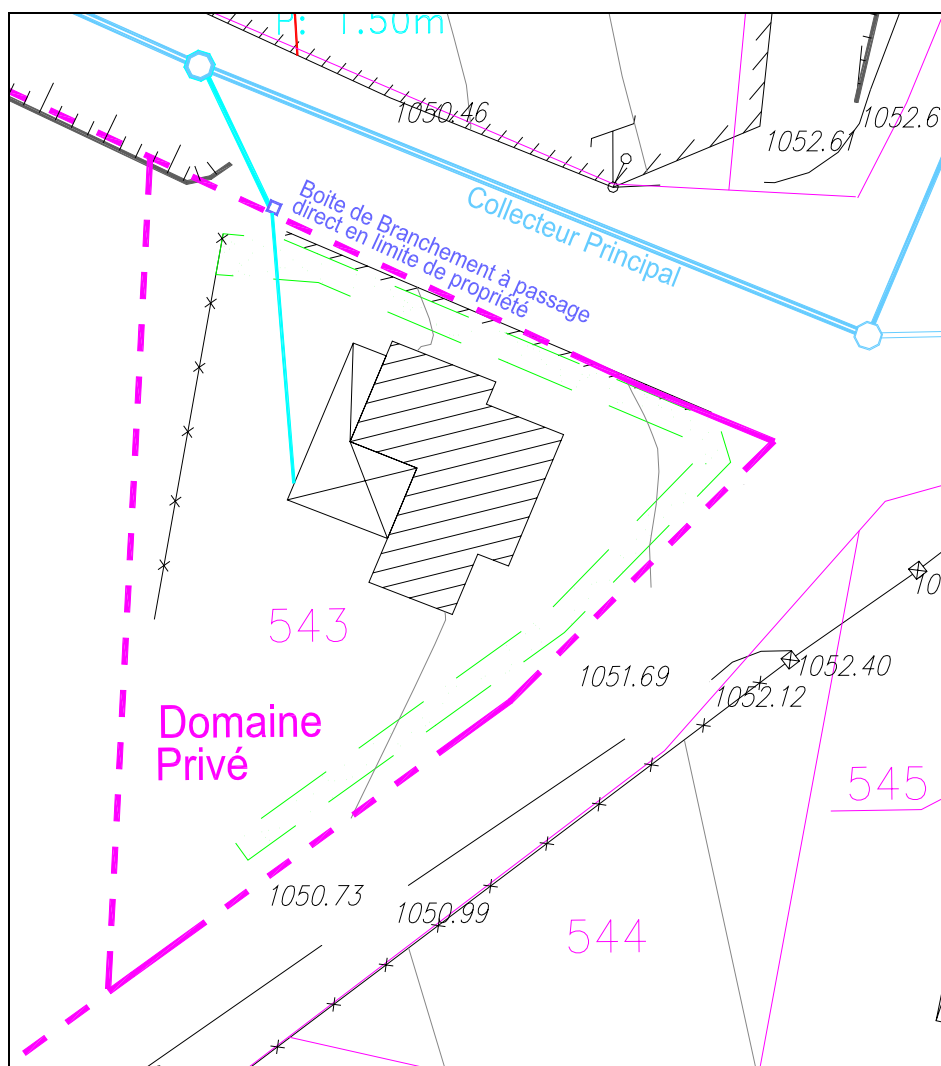 P: 1.50m
1050.46
1052.61
1052.6
Boite de Branchement à passage
direct en limite de propriété
Collecteur Principal
543
1051.69
1052.40
1052.12
10
Domaine
Privé
545
1050.73
1050.99
544